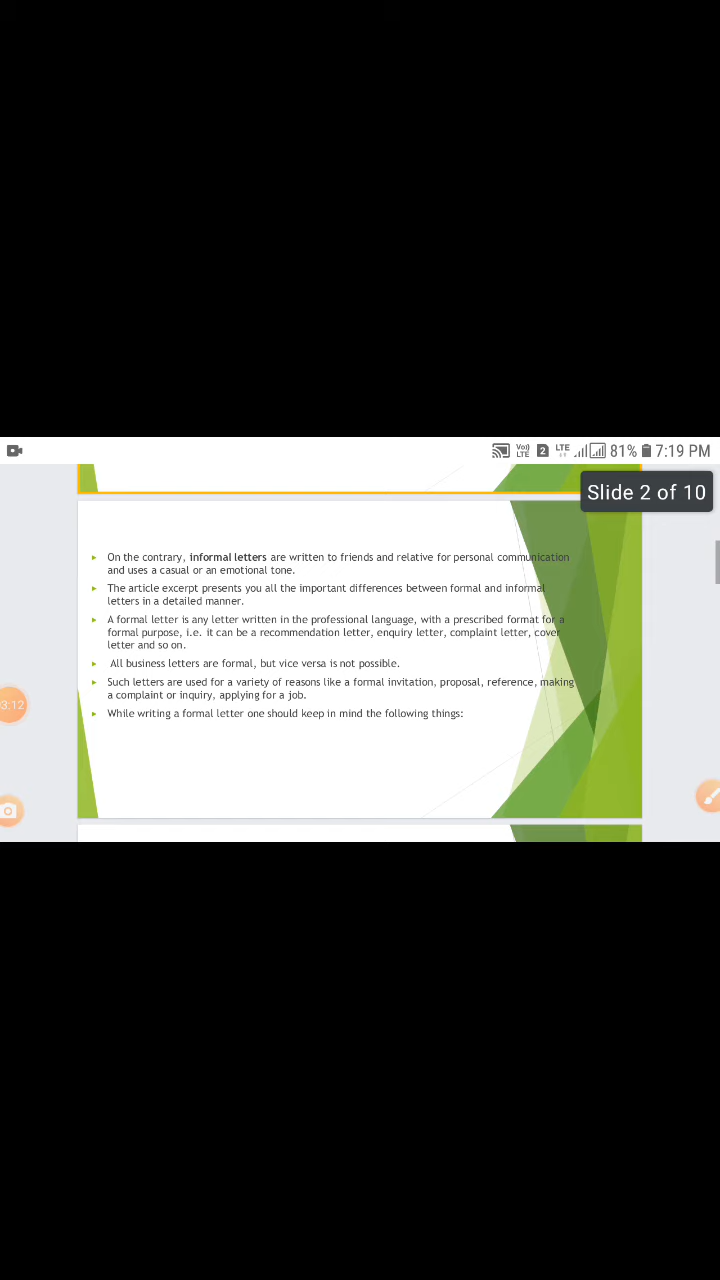 VoLTE LTE 2 LTE 81% 7:19 PM
Slide 2 of 10
On the contrary, informal letters are written to friends and relative for personal communication
and uses a casual or an emotional tone.
The article excerpt presents you all the important differences between formal and informal
letters in a detailed manner.
A formal letter is any letter written in the professional language, with a prescribed format for a
formal purpose, i.e. it can be a recommendation letter, enquiry letter, complaint letter, cover
letter and so on.
All business letters are formal, but vice versa is not possible.
Such letters are used for a variety of reasons like a formal invitation, proposal, reference, making
a complaint or inquiry, applying for a job.
While writing a formal letter one should keep in mind the following things:
03:12